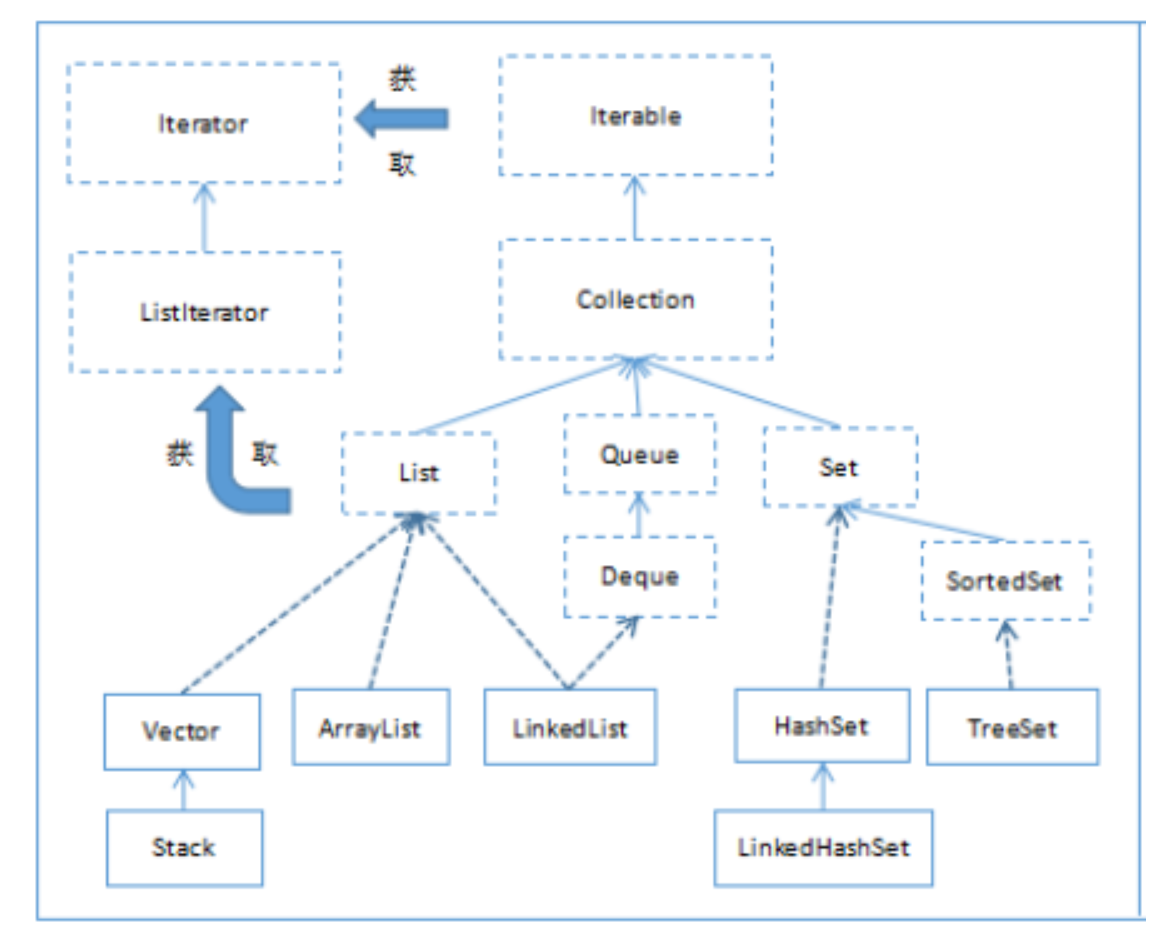 获
Iterator
Iterable
取
ListIterator
Collection
获 取
List
Queue
Set
Deque
SortedSet
Vector
ArrayList
LinkedList
HashSet
TreeSet
Stack
LinkedHashSet